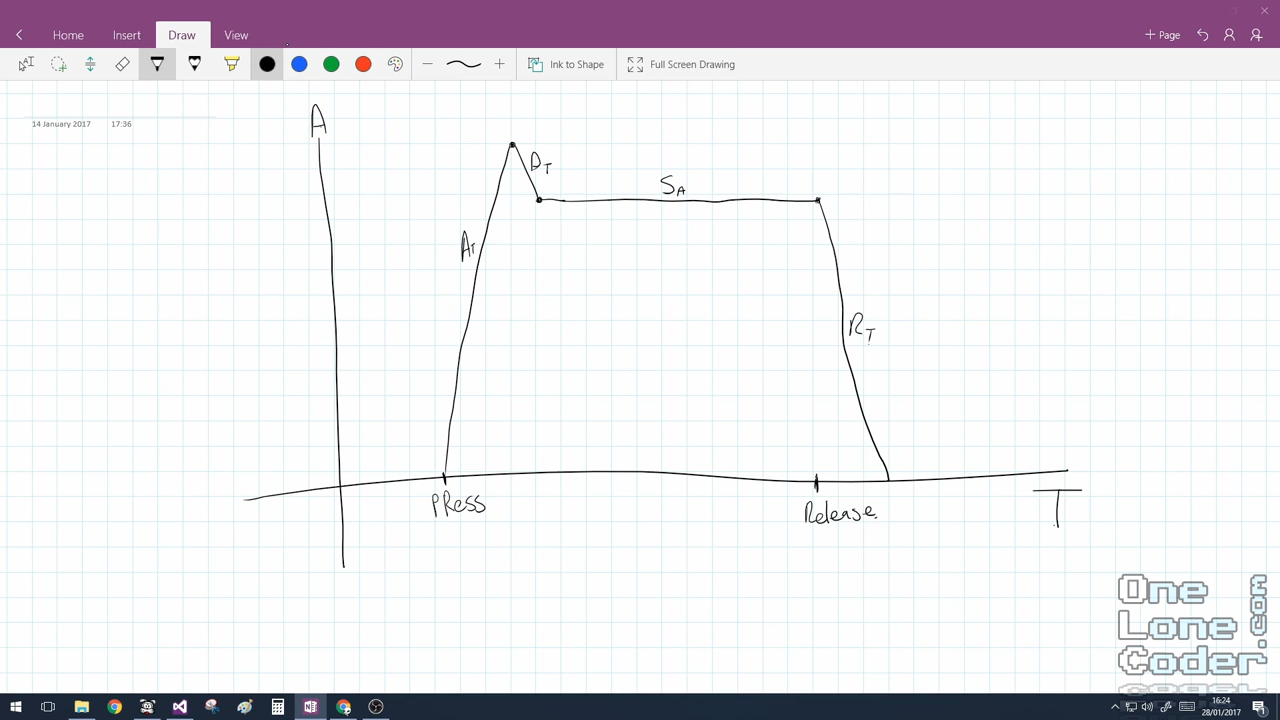 Home Insert Draw View + Page
Ink to Shape Full Screen Drawing
14 January 2017 17:36
A
DT
SA
AT
RT
PRess
Release
T
One
Lone
Coder.com
16:24
28/01/2017